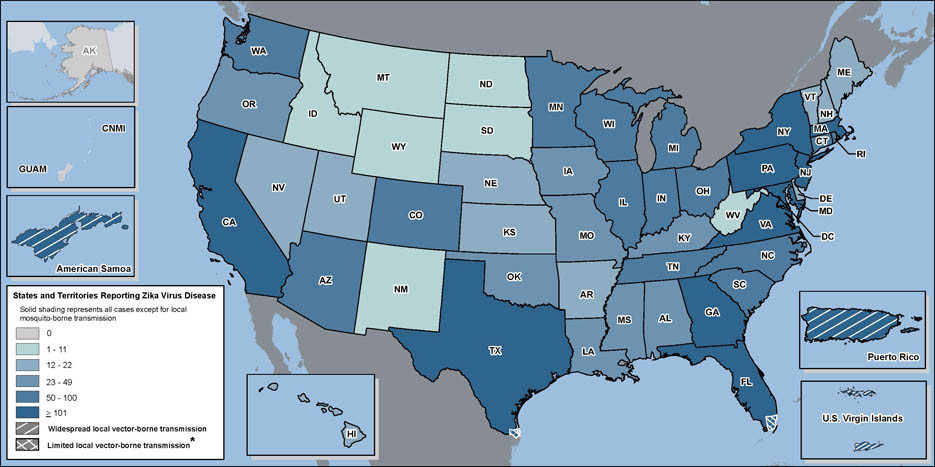 AK
CNMI
GUAM
American Samoa
WA
OR
CA
ID
NV
MT
WY
UT
AZ
CO
NM
ND
SD
NE
KS
OK
TX
MN
IA
MO
AR
LA
WI
IL
MI
IN
OH
KY
TN
MS
AL
GA
FL
SC
NC
VA
WV
PA
NY
ME
VT
NH
MA
CT
RI
NJ
DE
MD
DC
HI
Puerto Rico
U.S. Virgin Islands
States and Territories Reporting Zika Virus Disease
Solid shading represents all cases except for local
mosquito-borne transmission
0
1 - 11
12 - 22
23 - 49
50 - 100
≥ 101
Widespread local vector-borne transmission
Limited local vector-borne transmission*